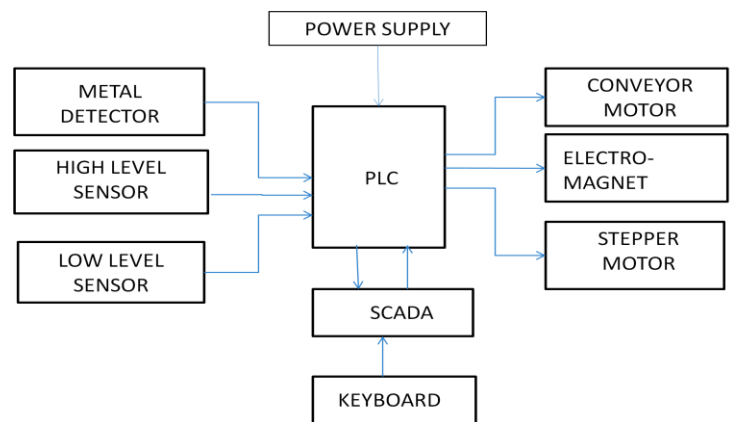 POWER SUPPLY
METAL
DETECTOR
HIGH LEVEL
SENSOR
LOW LEVEL
SENSOR
PLC
CONVEYOR
MOTOR
ELECTRO-
MAGNET
STEPPER
MOTOR
SCADA
KEYBOARD